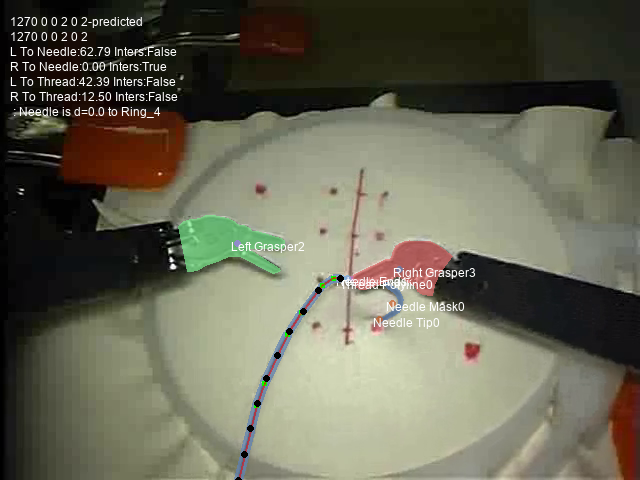 1270 0 0 2 0 2-predicted
1270 0 0 2 0 2
L To Needle:62.79 Inters:False
R To Needle:0.00 Inters:True
L To Thread:42.39 Inters:False
R To Thread:12.50 Inters:False
: Needle is d=0.0 to Ring_4
Left Grasper2
Right Grasper3
Needle Mask0
Needle Tip0